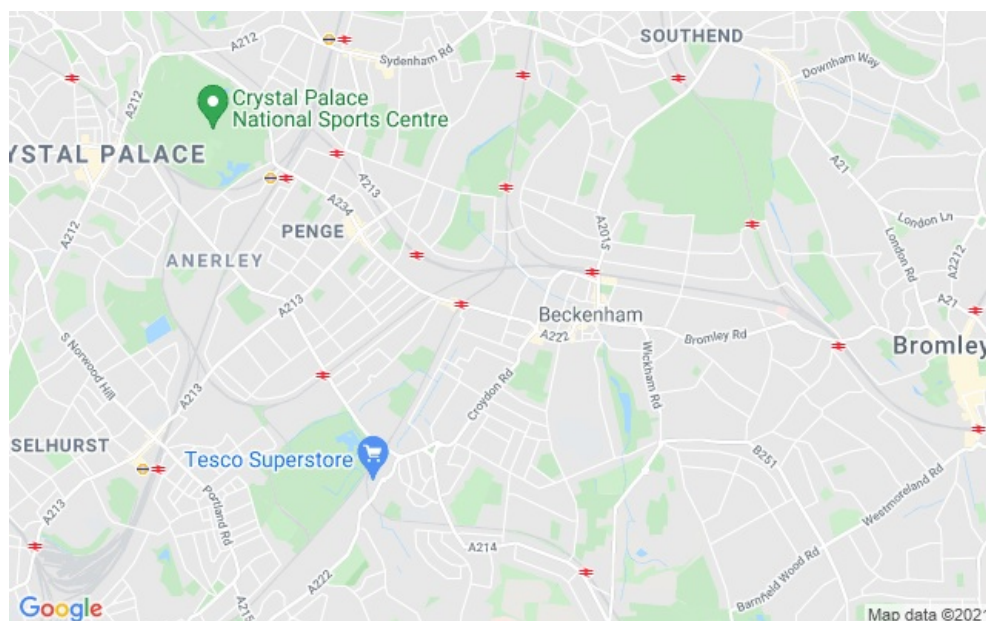 SOUTHEND
A212
Sydenham Rd
Downham Way
Crystal Palace
National Sports Centre
A212
YSTAL PALACE
A213
A21
A234
A2015
London Ln
PENGE
A212
London Rd
A2212
ANERLEY
A213
A21
Beckenham
A222
Bromley Rd
Bromley
S Norwood Hill
Wickham Rd
A213
Croydon Rd
SELHURST
Tesco Superstore
B251
Portland Rd
A213
Westmoreland Rd
A214
A222
Barnfield Wood Rd
A215
Google
Map data ©2021